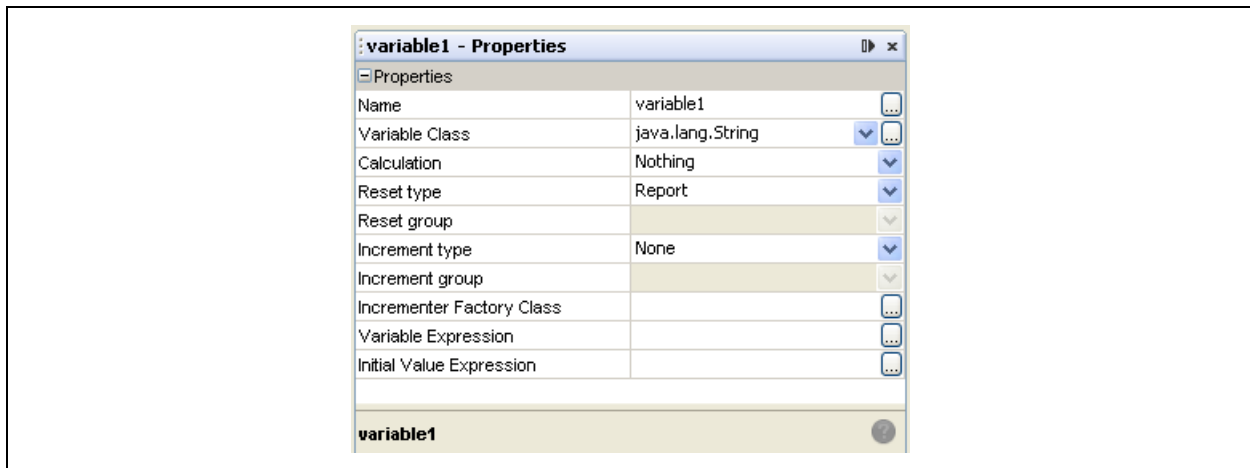 variable1 - Properties
Properties
Name variable1 ...
Variable Class java.lang.String ...
Calculation Nothing
Reset type Report
Reset group
Increment type None
Increment group
Incrementer Factory Class ...
Variable Expression ...
Initial Value Expression ...
variable1 ?